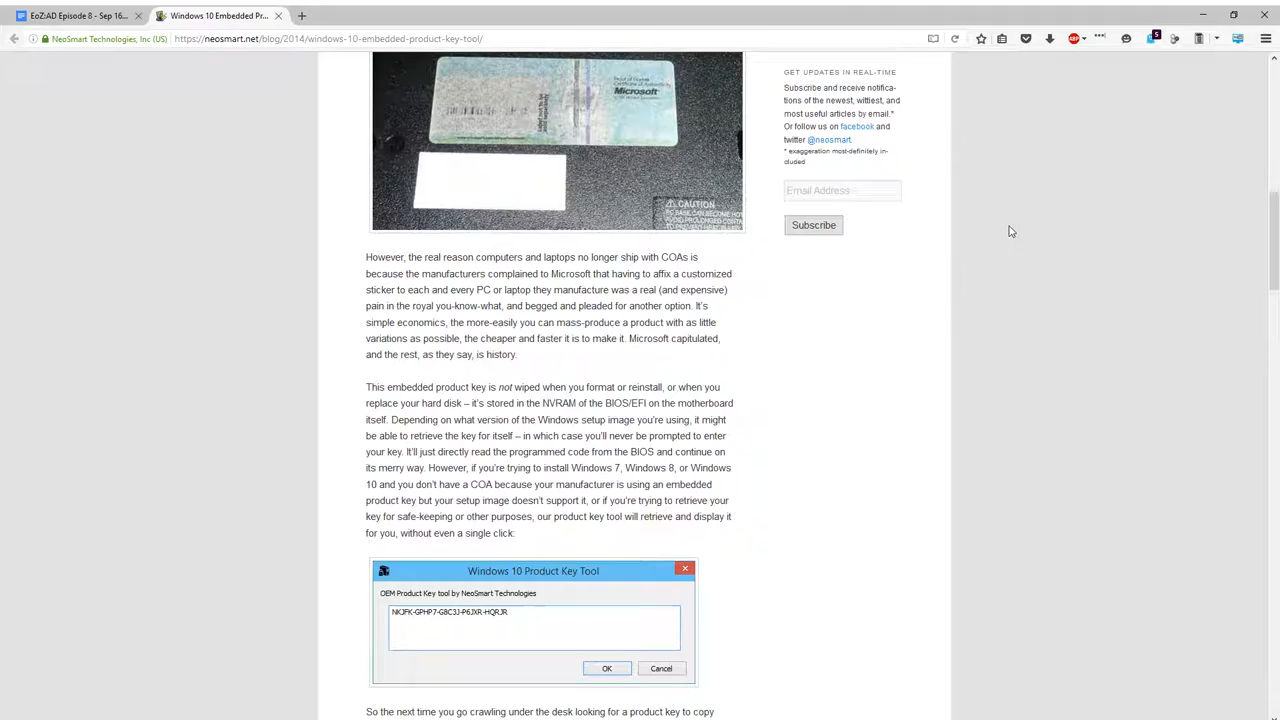 EoZ:AD Episode 8 - Sep 16...
Windows 10 Embedded Pr...
NeoSmart Technologies, Inc (US)
https://neosmart.net/blog/2014/windows-10-embedded-product-key-tool/
ABP
5
Proof of
Certificate of
Microsoft
CAUTION
GET UPDATES IN REAL-TIME
Subscribe and receive notifica-
tions of the newest, wittiest, and
most useful articles by email.*
Or follow us on facebook and
twitter @neosmart.
* exaggeration most-definitely in-
cluded
Email Address
Subscribe
However, the real reason computers and laptops no longer ship with COAs is
because the manufacturers complained to Microsoft that having to affix a customized
sticker to each and every PC or laptop they manufacture was a real (and expensive)
pain in the royal you-know-what, and begged and pleaded for another option. It's
simple economics, the more-easily you can mass-produce a product with as little
variations as possible, the cheaper and faster it is to make it. Microsoft capitulated,
and the rest, as they say, is history.
This embedded product key is not wiped when you format or reinstall, or when you
replace your hard disk – it's stored in the NVRAM of the BIOS/EFI on the motherboard
itself. Depending on what version of the Windows setup image you're using, it might
be able to retrieve the key for itself – in which case you'll never be prompted to enter
your key. It'll just directly read the programmed code from the BIOS and continue on
its merry way. However, if you're trying to install Windows 7, Windows 8, or Windows
10 and you don't have a COA because your manufacturer is using an embedded
product key but your setup image doesn't support it, or if you're trying to retrieve your
key for safe-keeping or other purposes, our product key tool will retrieve and display it
for you, without even a single click:
Windows 10 Product Key Tool
OEM Product Key tool by NeoSmart Technologies
NKJFK-GPHP7-G8C3J-P6JXR-HQRJR
OK
Cancel
So the next time you go crawling under the desk looking for a product key to copy